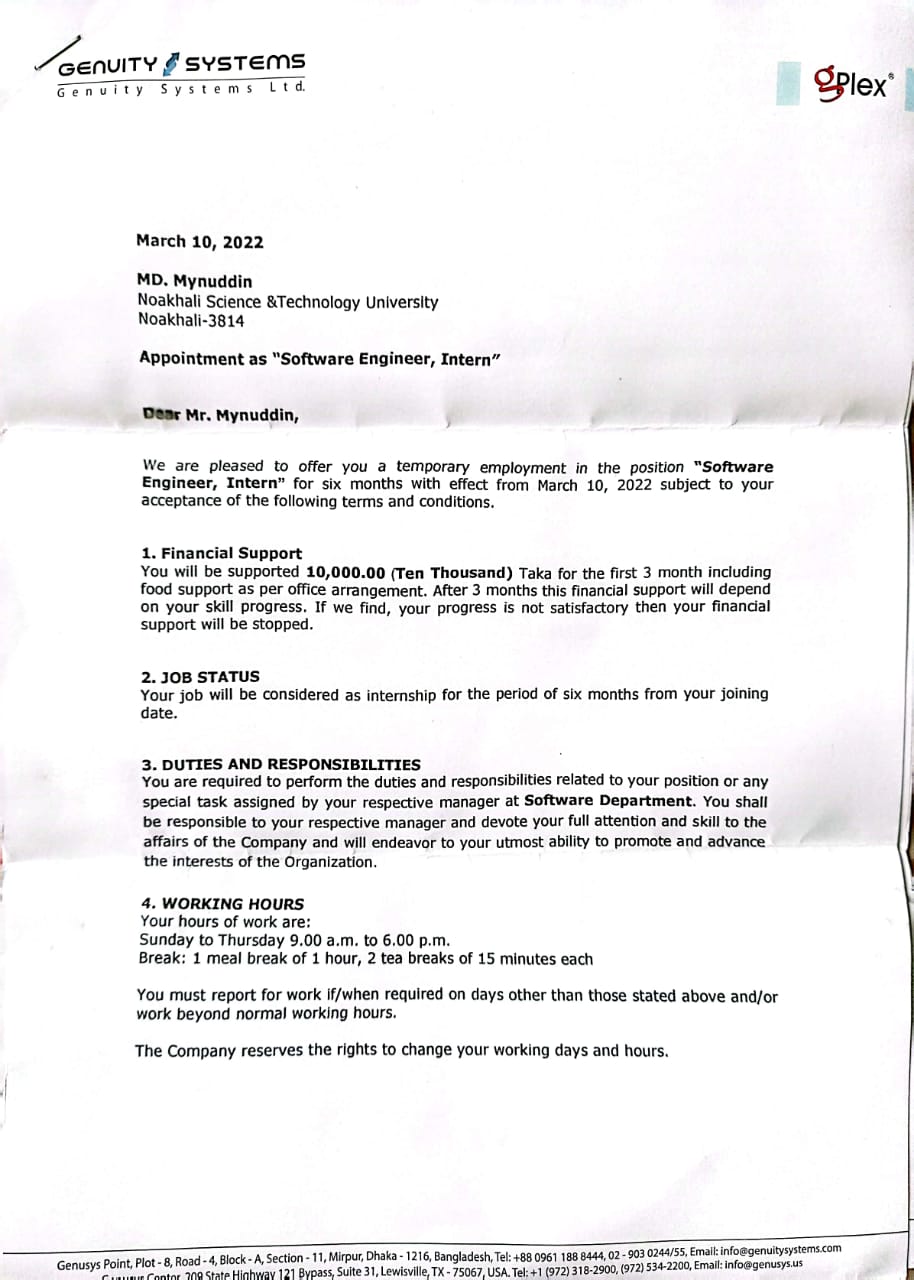 GENUITY SYSTEMS
Genuity Systems Ltd.
gPlex®
March 10, 2022
MD. Mynuddin
Noakhali Science &Technology University
Noakhali-3814
Appointment as "Software Engineer, Intern"
Dear Mr. Mynuddin,
We are pleased to offer you a temporary employment in the position "Software
Engineer, Intern" for six months with effect from March 10, 2022 subject to your
acceptance of the following terms and conditions.
1. Financial Support
You will be supported 10,000.00 (Ten Thousand) Taka for the first 3 month including
food support as per office arrangement. After 3 months this financial support will depend
on your skill progress. If we find, your progress is not satisfactory then your financial
support will be stopped.
2. JOB STATUS
Your job will be considered as internship for the period of six months from your joining
date.
3. DUTIES AND RESPONSIBILITIES
You are required to perform the duties and responsibilities related to your position or any
special task assigned by your respective manager at Software Department. You shall
be responsible to your respective manager and devote your full attention and skill to the
affairs of the Company and will endeavor to your utmost ability to promote and advance
the interests of the Organization.
4. WORKING HOURS
Your hours of work are:
Sunday to Thursday 9.00 a.m. to 6.00 p.m.
Break: 1 meal break of 1 hour, 2 tea breaks of 15 minutes each
You must report for work if/when required on days other than those stated above and/or
work beyond normal working hours.
The Company reserves the rights to change your working days and hours.
Genusys Point, Plot - 8, Road - 4, Block - A, Section - 11, Mirpur, Dhaka - 1216, Bangladesh, Tel: +88 0961 188 8444, 02 - 903 0244/55, Email: info@genuitysystems.com
209 State Highway 121 Bypass, Suite 31, Lewisville, TX - 75067, USA. Tel: +1 (972) 318-2900, (972) 534-2200, Email: info@genusys.us